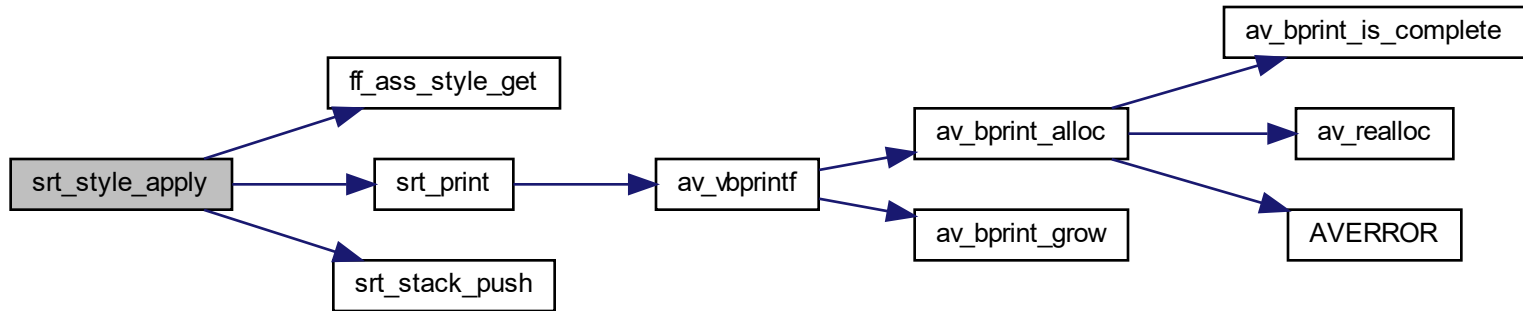 srt_style_apply
ff_ass_style_get
srt_print
srt_stack_push
av_vbprintf
av_bprint_alloc
av_bprint_grow
av_bprint_is_complete
av_realloc
AVERROR